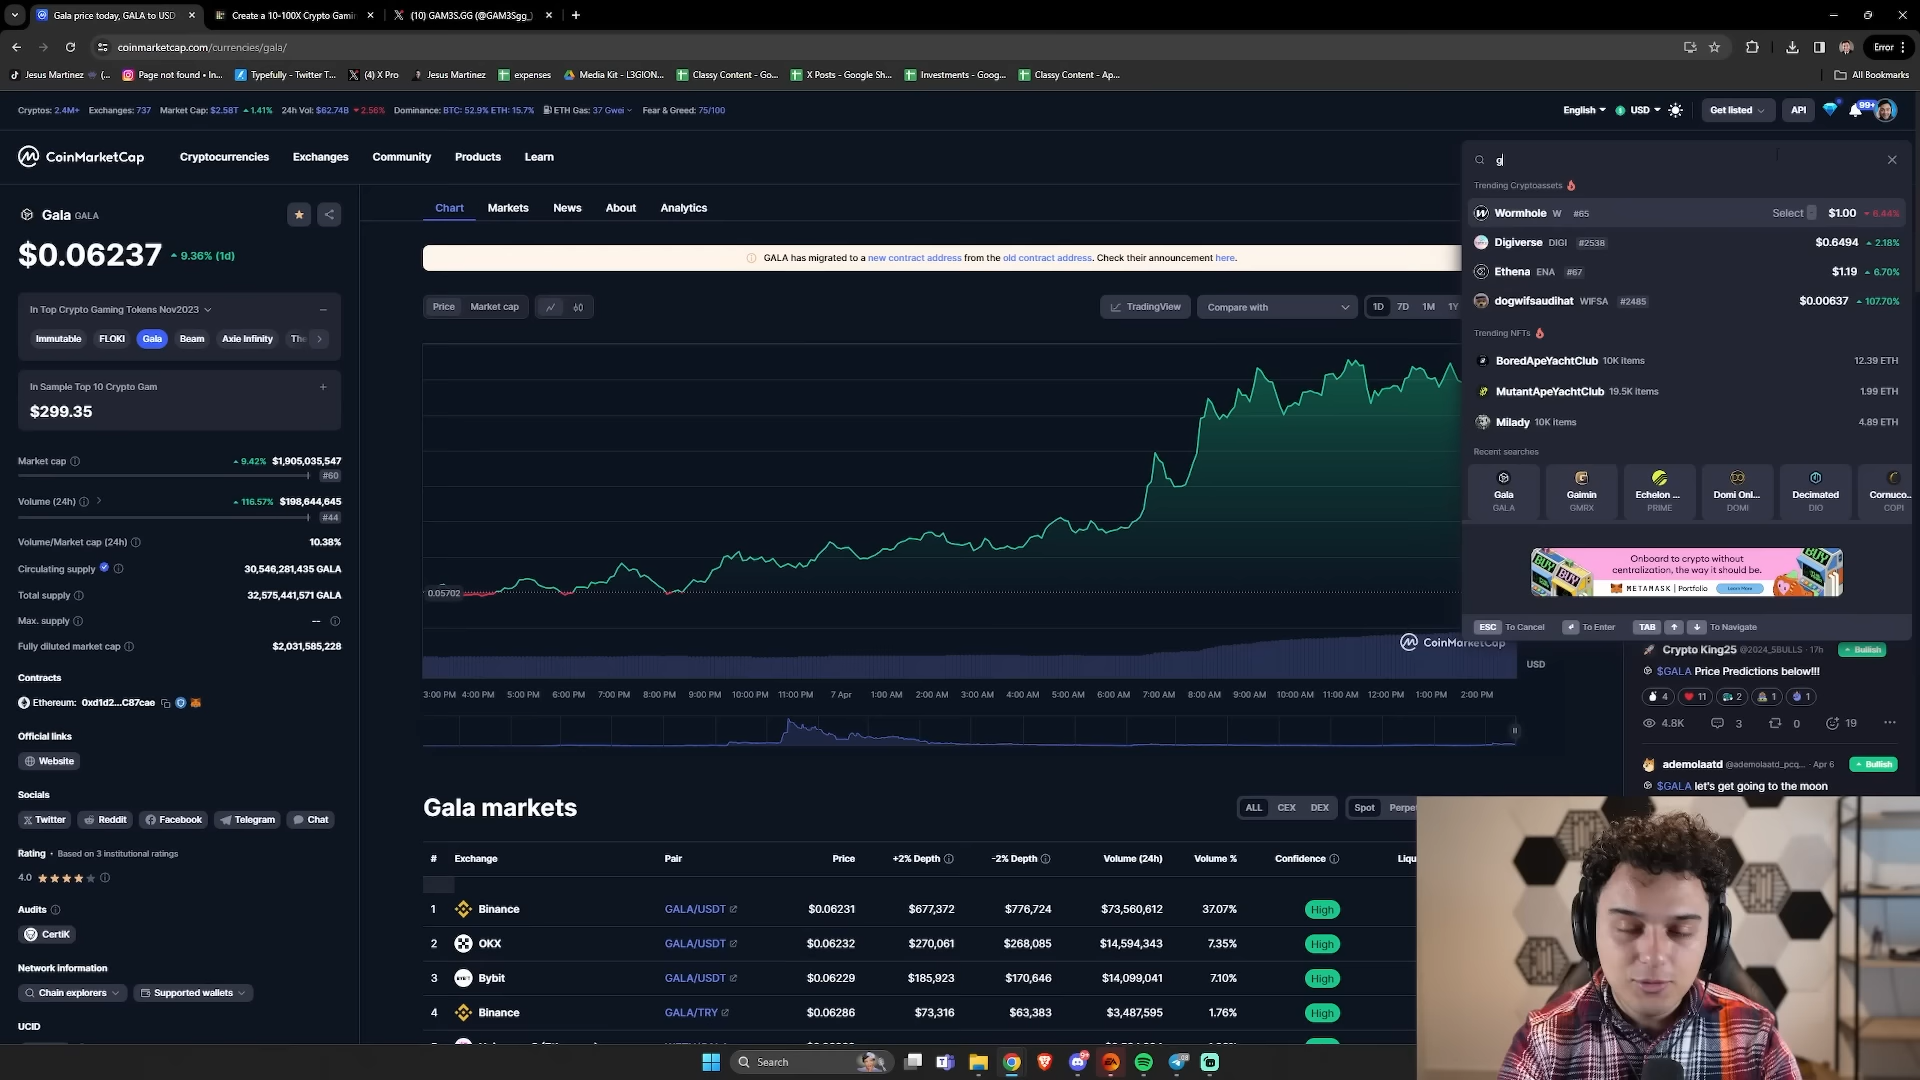 Gala price today, GALA to USD
Create a 10-100X Crypto Gamin
(10) GAM3S.GG (@GAM3Sgg_)
coinmarketcap.com/currencies/gala/
Error
Jesus Martinez
Page not found • In...
Typefully - Twitter T...
(4) X Pro
Jesus Martinez
expenses
Media Kit - L3GION...
Classy Content - Go...
X Posts - Google Sh...
Investments - Goog...
Classy Content - Ap...
All Bookmarks
Cryptos: 2.4M+ Exchanges: 737 Market Cap: $2.58T 1.41% 24h Vol: $62.74B 2.56% Dominance: BTC: 52.9% ETH: 15.7% ETH Gas: 37 Gwei Fear & Greed: 75/100
English USD Get listed API 99+
CoinMarketCap Cryptocurrencies Exchanges Community Products Learn
g
Trending Cryptoassets
Wormhole W #65 Select $1.00 6.44%
Digiverse DIGI #2538 $0.6494 2.18%
Ethena ENA #67 $1.19 6.70%
dogwifsaudihat WIFSA #2485 $0.00637 107.70%
Trending NFTs
BoredApeYachtClub 10K items 12.39 ETH
MutantApeYachtClub 19.5K items 1.99 ETH
Milady 10K items 4.89 ETH
Recent searches
Gala Gaimin Echelon ... Domi Onl... Decimated Cornuco...
GALA GMRX PRIME DOMI DIO COPI
Onboard to crypto without
centralization, the way it should be.
METAMASK | Portfolio Learn More
ESC To Cancel To Enter TAB To Navigate
Gala GALA
$0.06237 9.36% (1d)
In Top Crypto Gaming Tokens Nov2023
Immutable FLOKI Gala Beam Axie Infinity The
In Sample Top 10 Crypto Gam
$299.35
Market cap 9.42% $1,905,035,547
#60
Volume (24h) 116.57% $198,644,645
#44
Volume/Market cap (24h) 10.38%
Circulating supply 30,546,281,435 GALA
Total supply 32,575,441,571 GALA
Max. supply --
Fully diluted market cap $2,031,585,228
Contracts
Ethereum: 0xd1d2...C87cae
Official links
Website
Socials
Twitter Reddit Facebook Telegram Chat
Rating • Based on 3 institutional ratings
4.0
Audits
CertiK
Network information
Chain explorers Supported wallets
UCID
Chart Markets News About Analytics
GALA has migrated to a new contract address from the old contract address. Check their announcement here.
Price Market cap TradingView Compare with 1D 7D 1M 1Y
0.05702
CoinMarketCap
USD
3:00 PM 4:00 PM 5:00 PM 6:00 PM 7:00 PM 8:00 PM 9:00 PM 10:00 PM 11:00 PM 7 Apr 1:00 AM 2:00 AM 3:00 AM 4:00 AM 5:00 AM 6:00 AM 7:00 AM 8:00 AM 9:00 AM 10:00 AM 11:00 AM 12:00 PM 1:00 PM 2:00 PM
Gala markets
ALL CEX DEX Spot Perpet
# Exchange Pair Price +2% Depth -2% Depth Volume (24h) Volume % Confidence Liqu
1 Binance GALA/USDT $0.06231 $677,372 $776,724 $73,560,612 37.07% High
2 OKX GALA/USDT $0.06232 $270,061 $268,085 $14,594,343 7.35% High
3 Bybit GALA/USDT $0.06229 $185,923 $170,646 $14,099,041 7.10% High
4 Binance GALA/TRY $0.06286 $73,316 $63,383 $3,487,595 1.76% High
Crypto King25 @2024_5BULLS · 17h Bullish
$GALA Price Predictions below!!!
4 11 2 1 1
4.8K 3 0 19
ademolaatd @ademolaatd_pcq... · Apr 6 Bullish
$GALA let's get going to the moon
Search